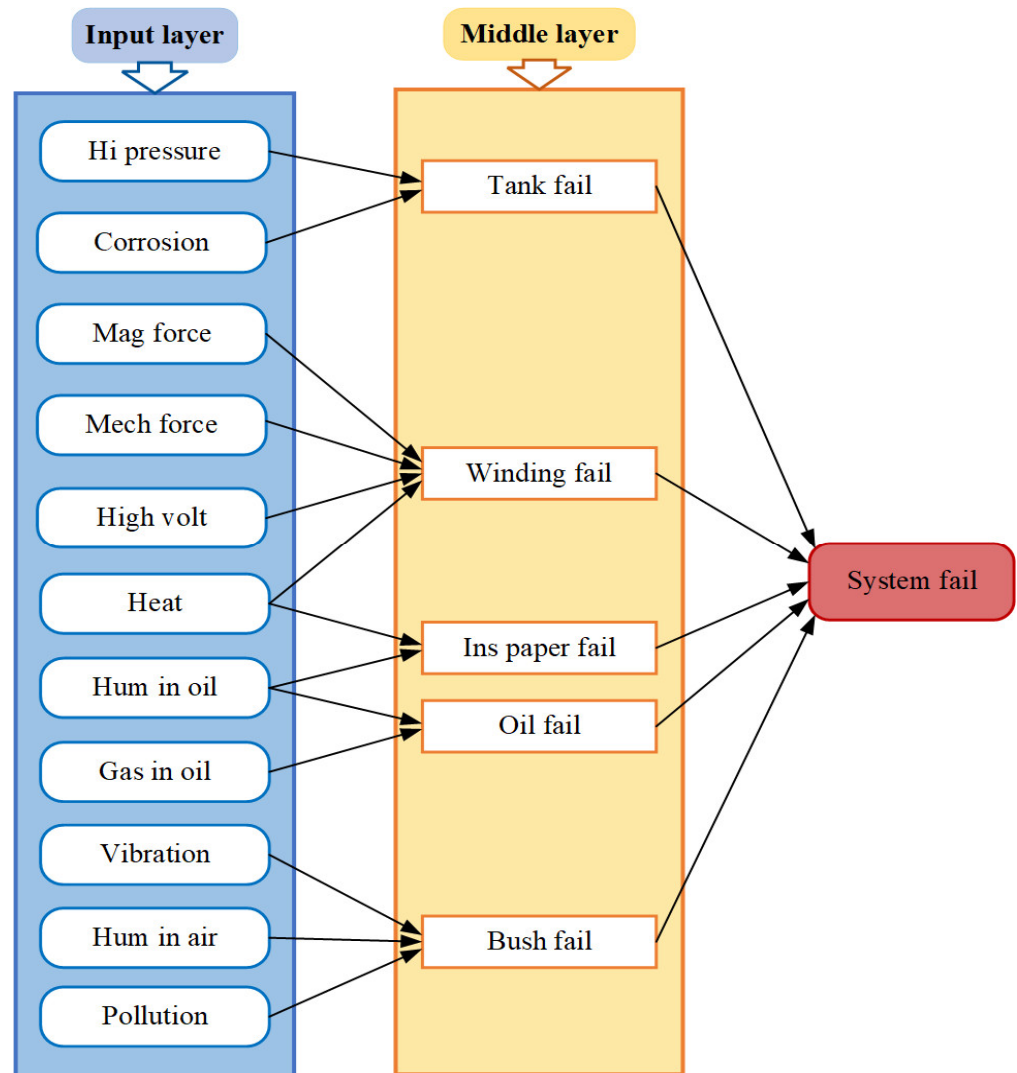 Input layer
Middle layer
Hi pressure
Corrosion
Mag force
Mech force
High volt
Heat
Hum in oil
Gas in oil
Vibration
Hum in air
Pollution
Tank fail
Winding fail
Ins paper fail
Oil fail
Bush fail
System fail